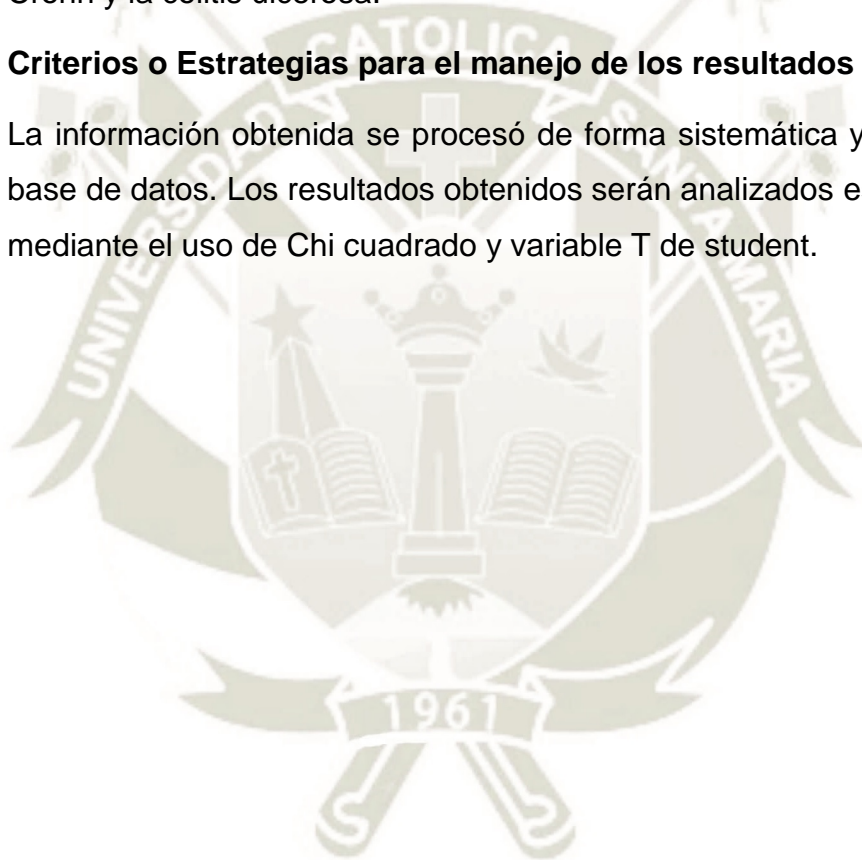 Crohn y la colitis ulcerosa.
Criterios o Estrategias para el manejo de los resultados
La información obtenida se procesó de forma sistemática y
base de datos. Los resultados obtenidos serán analizados e
mediante el uso de Chi cuadrado y variable T de student.
UNIVERSIDAD CATOLICA SANTA MARIA
1961